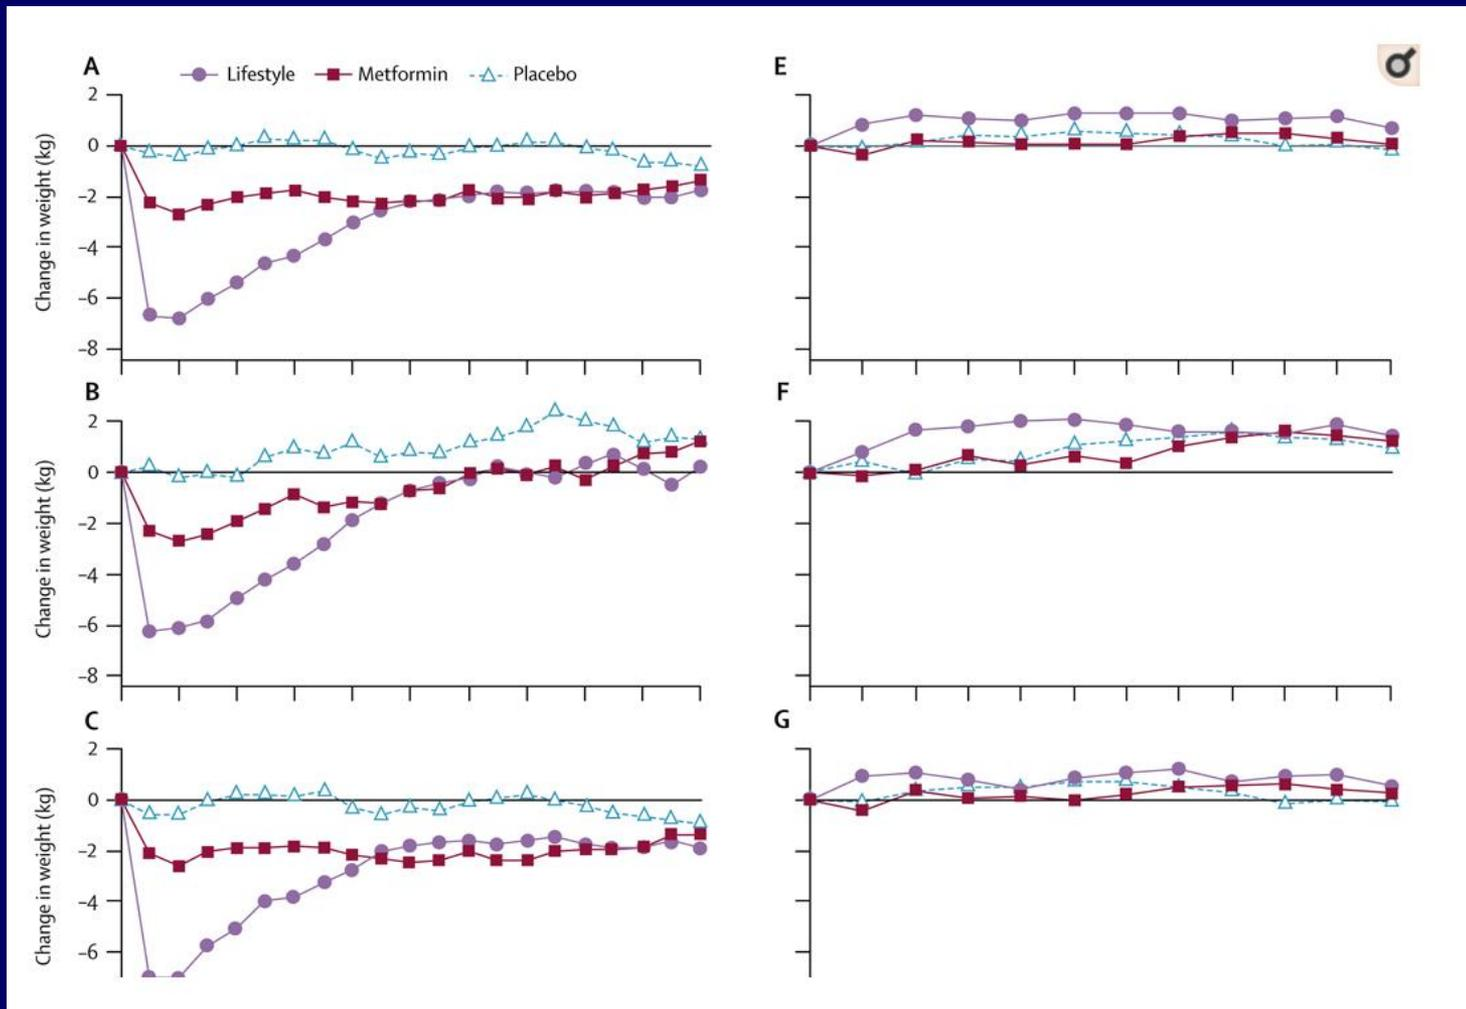 A
Lifestyle Metformin Placebo
E
Change in weight (kg)
2
0
–2
–4
–6
–8
B
F
Change in weight (kg)
2
0
–2
–4
–6
–8
C
G
Change in weight (kg)
2
0
–2
–4
–6